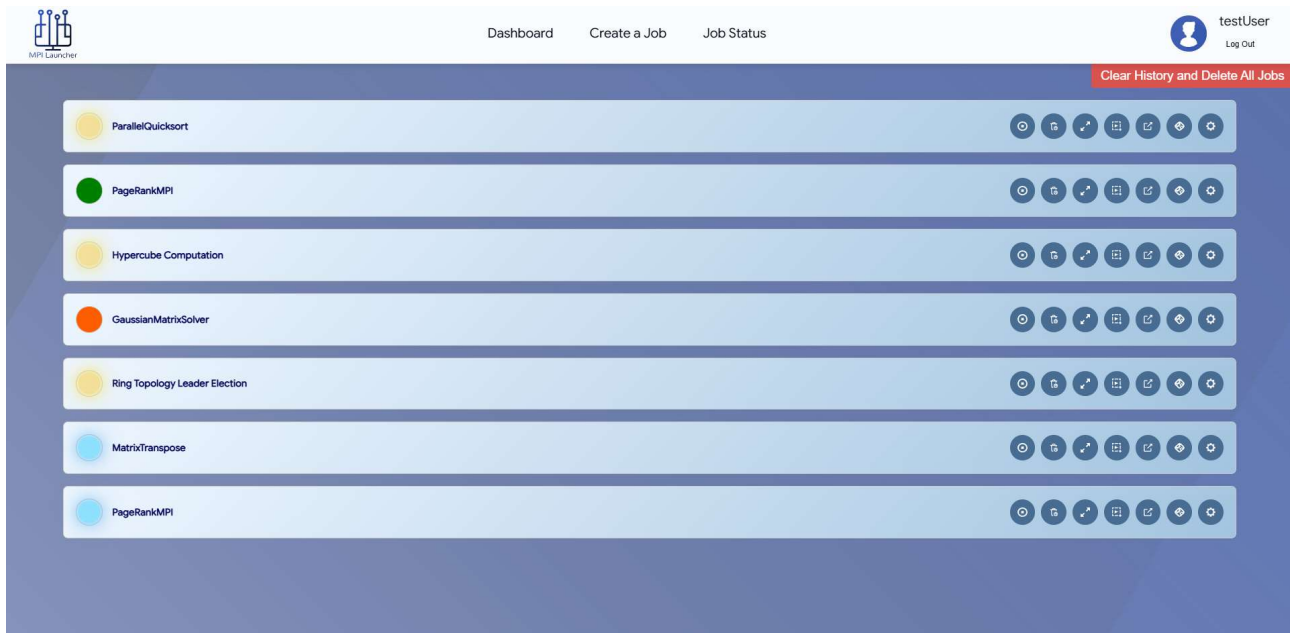 MPI Launcher
Dashboard Create a Job Job Status
testUser
Log Out
Clear History and Delete All Jobs
ParallelQuicksort
PageRankMPI
Hypercube Computation
GaussianMatrixSolver
Ring Topology Leader Election
MatrixTranspose
PageRankMPI